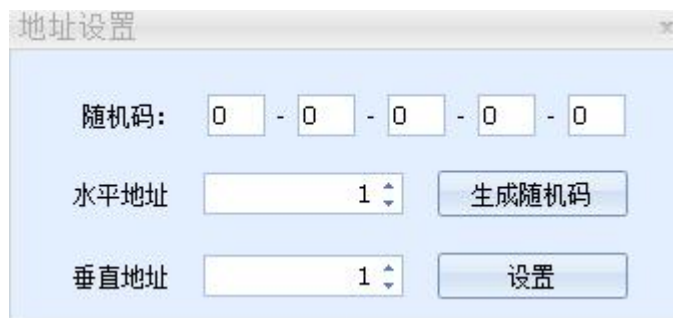 地址设置
随机码: 0 - 0 - 0 - 0 - 0
水平地址 1 生成随机码
垂直地址 1 设置